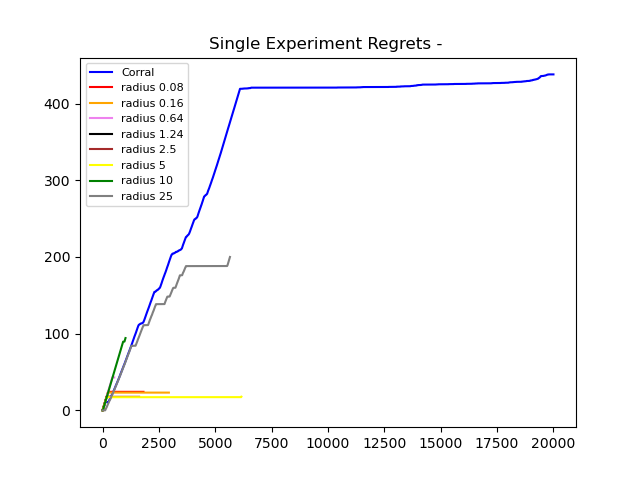 Single Experiment Regrets -
Corral
radius 0.08
radius 0.16
radius 0.64
radius 1.24
radius 2.5
radius 5
radius 10
radius 25
400
300
200
100
0
0 2500 5000 7500 10000 12500 15000 17500 20000